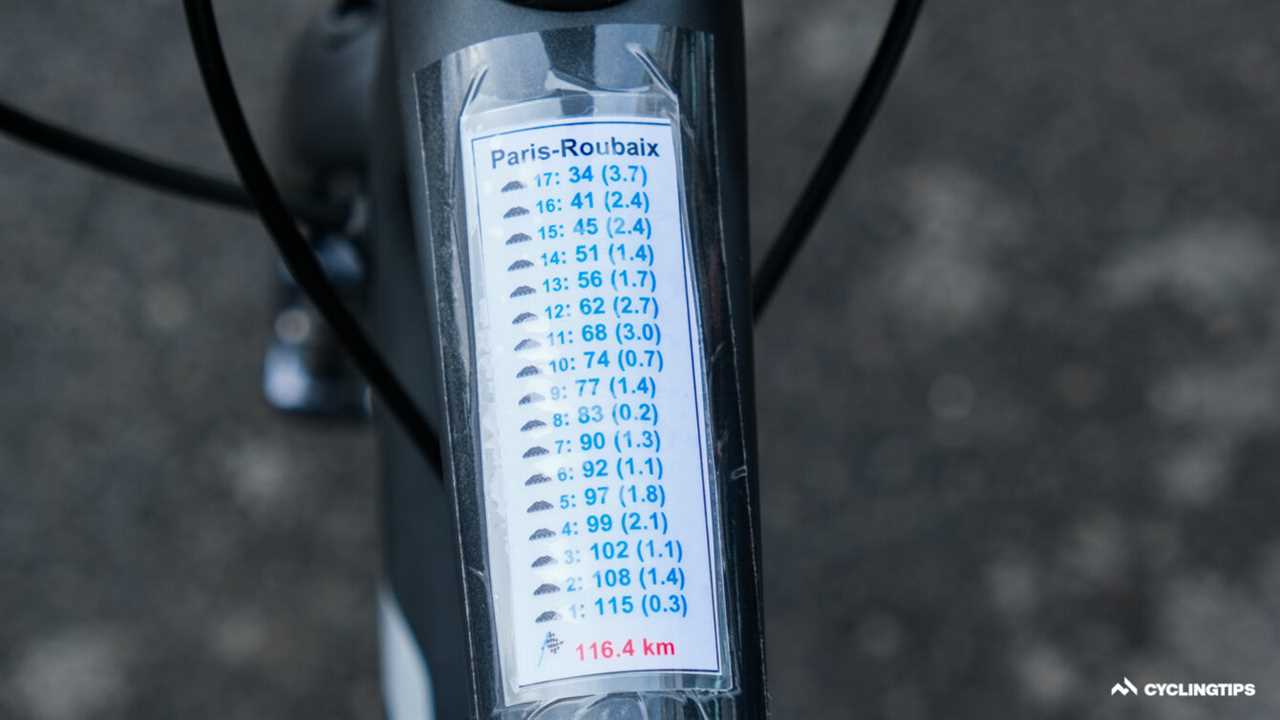 Paris-Roubaix
17: 34 (3.7)
16: 41 (2.4)
15: 45 (2.4)
14: 51 (1.4)
13: 56 (1.7)
12: 62 (2.7)
11: 68 (3.0)
10: 74 (0.7)
9: 77 (1.4)
8: 83 (0.2)
7: 90 (1.3)
6: 92 (1.1)
5: 97 (1.8)
4: 99 (2.1)
3: 102 (1.1)
2: 108 (1.4)
1: 115 (0.3)
116.4 km
CYCLINGTIPS